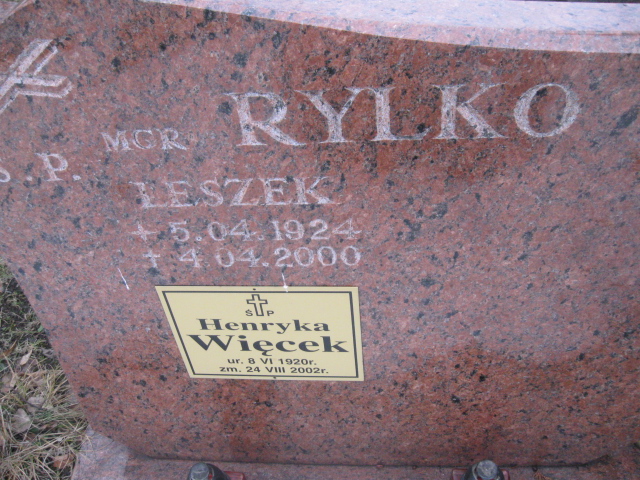 Ś.P. MGR RYLKO
LESZEK
+ 5.04.1924
+ 4.04.2000
Ś P
Henryka
Więcek
ur. 8 VI 1920r.
zm. 24 VIII 2002r.